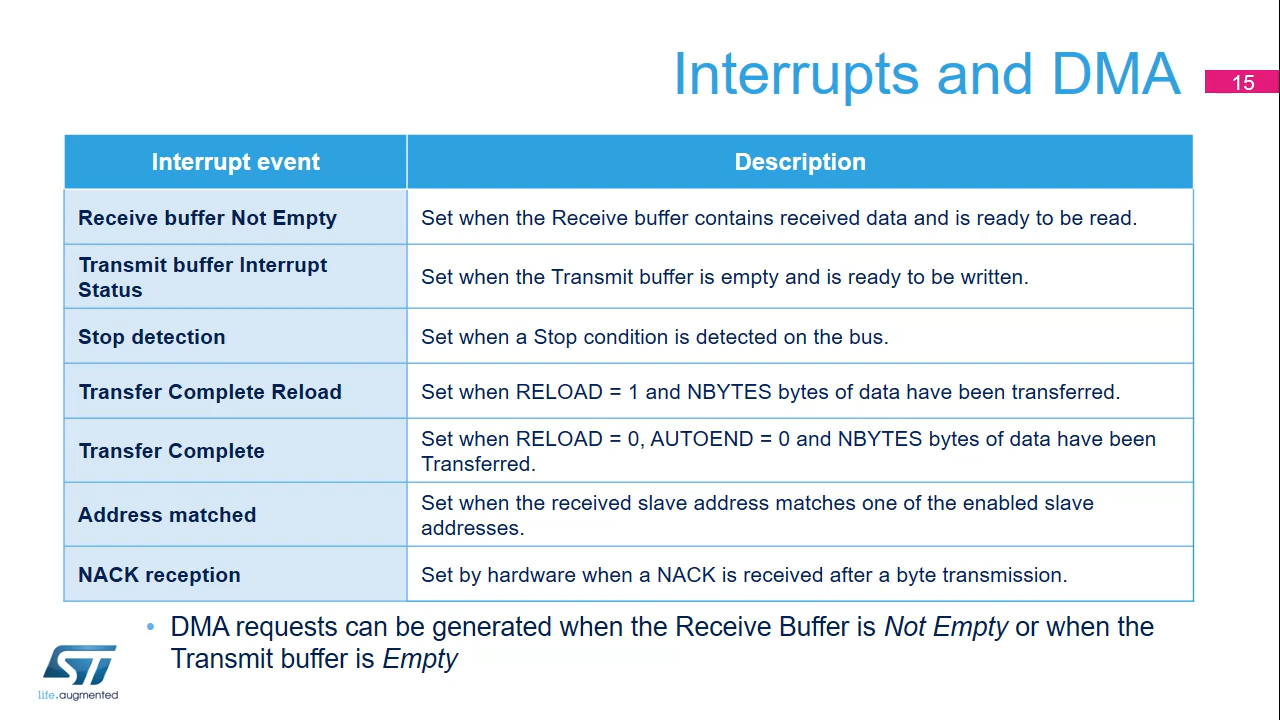 Interrupts and DMA
15
Interrupt event
Description
Receive buffer Not Empty
Set when the Receive buffer contains received data and is ready to be read.
Transmit buffer Interrupt
Status
Set when the Transmit buffer is empty and is ready to be written.
Stop detection
Set when a Stop condition is detected on the bus.
Transfer Complete Reload
Set when RELOAD = 1 and NBYTES bytes of data have been transferred.
Transfer Complete
Set when RELOAD = 0, AUTOEND = 0 and NBYTES bytes of data have been
Transferred.
Address matched
Set when the received slave address matches one of the enabled slave
addresses.
NACK reception
Set by hardware when a NACK is received after a byte transmission.
• DMA requests can be generated when the Receive Buffer is Not Empty or when the
Transmit buffer is Empty
ST
life.augmented